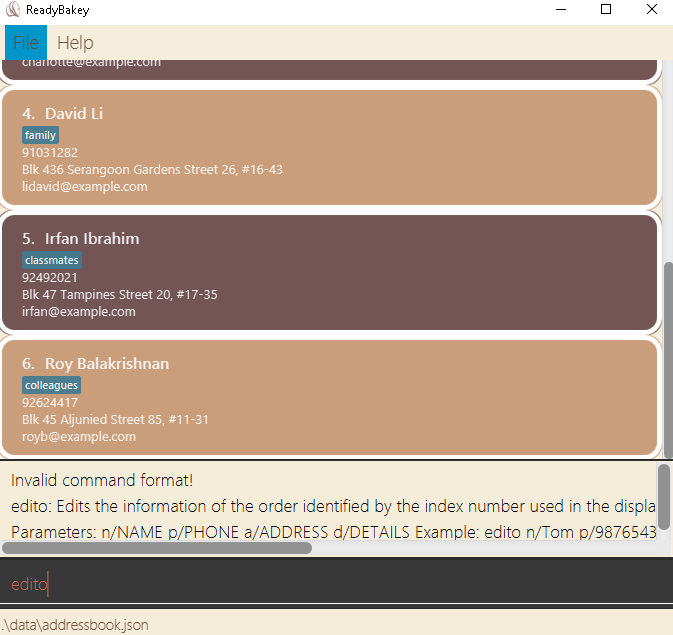 ReadyBakey
File Help
charlotte@example.com
4. David Li
family
91031282
Blk 436 Serangoon Gardens Street 26, #16-43
lidavid@example.com
5. Irfan Ibrahim
classmates
92492021
Blk 47 Tampines Street 20, #17-35
irfan@example.com
6. Roy Balakrishnan
colleagues
92624417
Blk 45 Aljunied Street 85, #11-31
royb@example.com
Invalid command format!
edito: Edits the information of the order identified by the index number used in the displa
Parameters: n/NAME p/PHONE a/ADDRESS d/DETAILS Example: edito n/Tom p/9876543
edito
.\data\addressbook.json